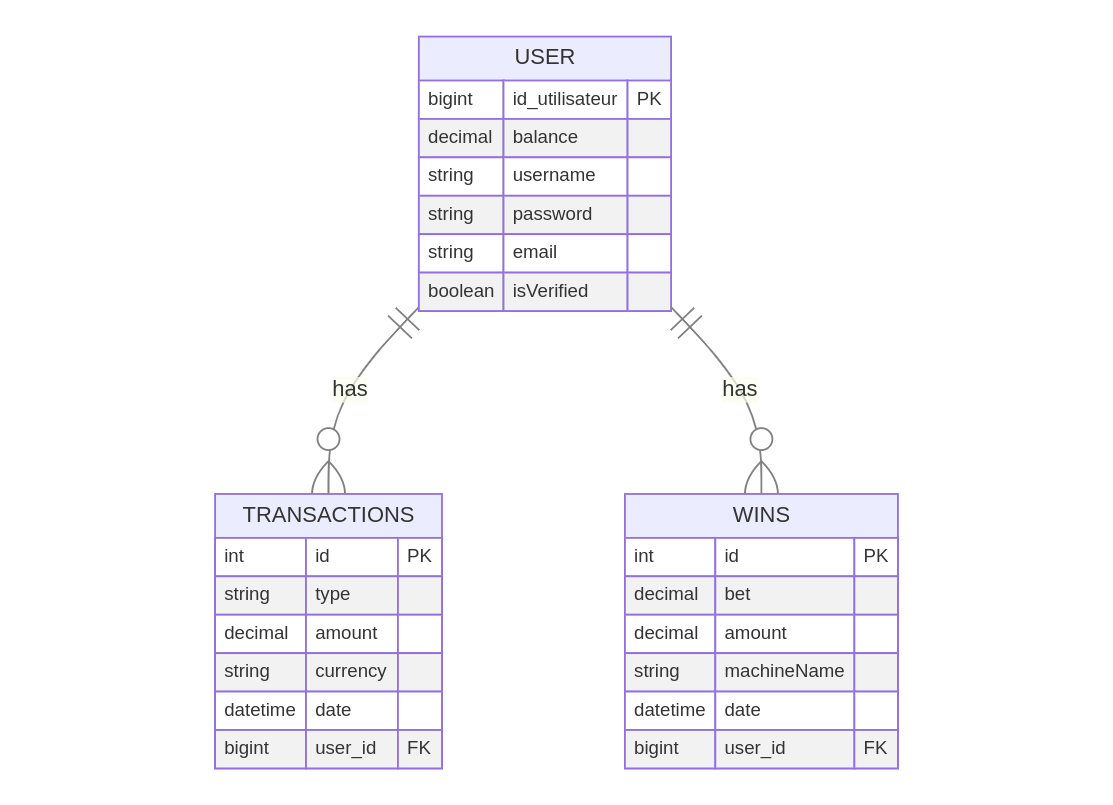 USER
bigint id_utilisateur PK
decimal balance
string username
string password
string email
boolean isVerified
has
has
TRANSACTIONS
int id PK
string type
decimal amount
string currency
datetime date
bigint user_id FK
WINS
int id PK
decimal bet
decimal amount
string machineName
datetime date
bigint user_id FK